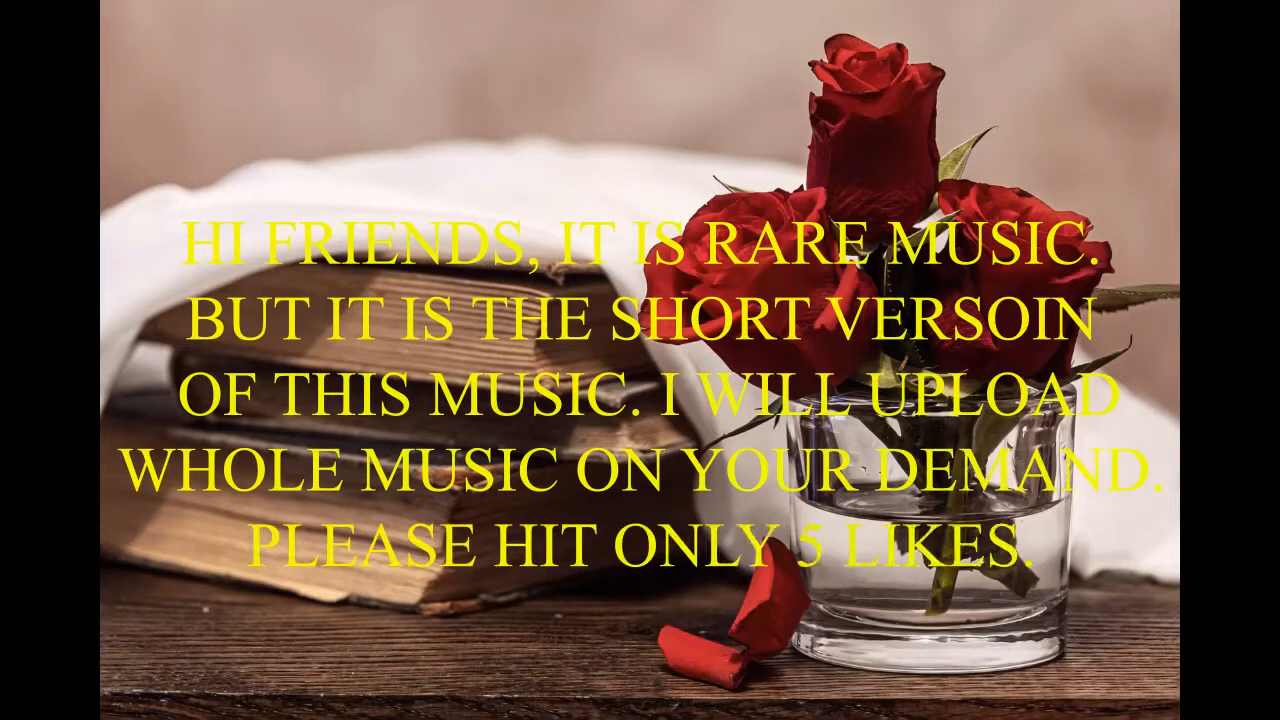 HI FRIENDS, IT IS RARE MUSIC.
BUT IT IS THE SHORT VERSOIN
OF THIS MUSIC. I WILL UPLOAD
WHOLE MUSIC ON YOUR DEMAND.
PLEASE HIT ONLY 5 LIKES.